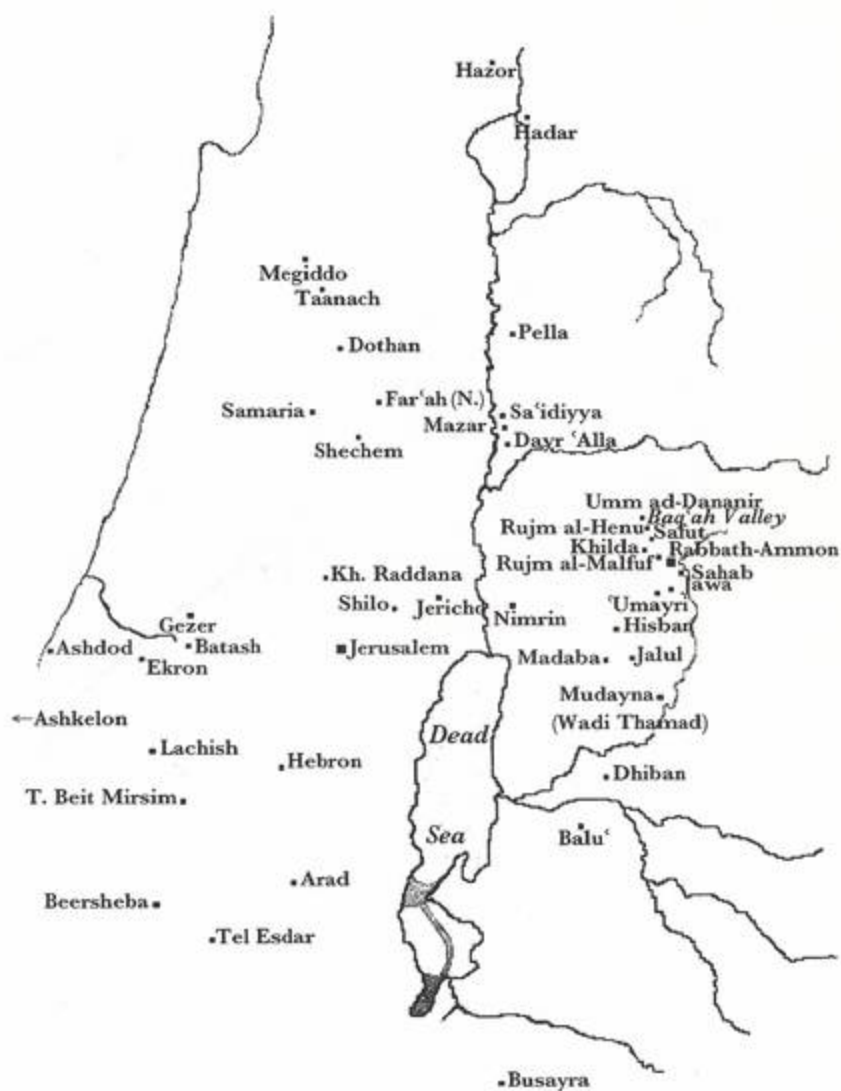 Hazor
Hadar
Megiddo
Taanach
Dothan
Pella
Far‘ah (N.)
Samaria
Sa‘idiyya
Mazar
Dayr ‘Alla
Shechem
Umm ad-Dananir
Baq‘ah Valley
Rujm al-Henu
Safut
Khilda
Rabbath-Ammon
Rujm al-Malfuf
Sahab
Jawa
Kh. Raddana
Shilo
Jericho
Nimrin
‘Umayri
Hisban
Gezer
Ashdod
Batash
Jerusalem
Ekron
Madaba
Jalul
Mudayna
(Wadi Thamad)
←Ashkelon
Dead
Lachish
Hebron
Dhiban
T. Beit Mirsim
Sea
Balu‘
Arad
Beersheba
Tel Esdar
Busayra